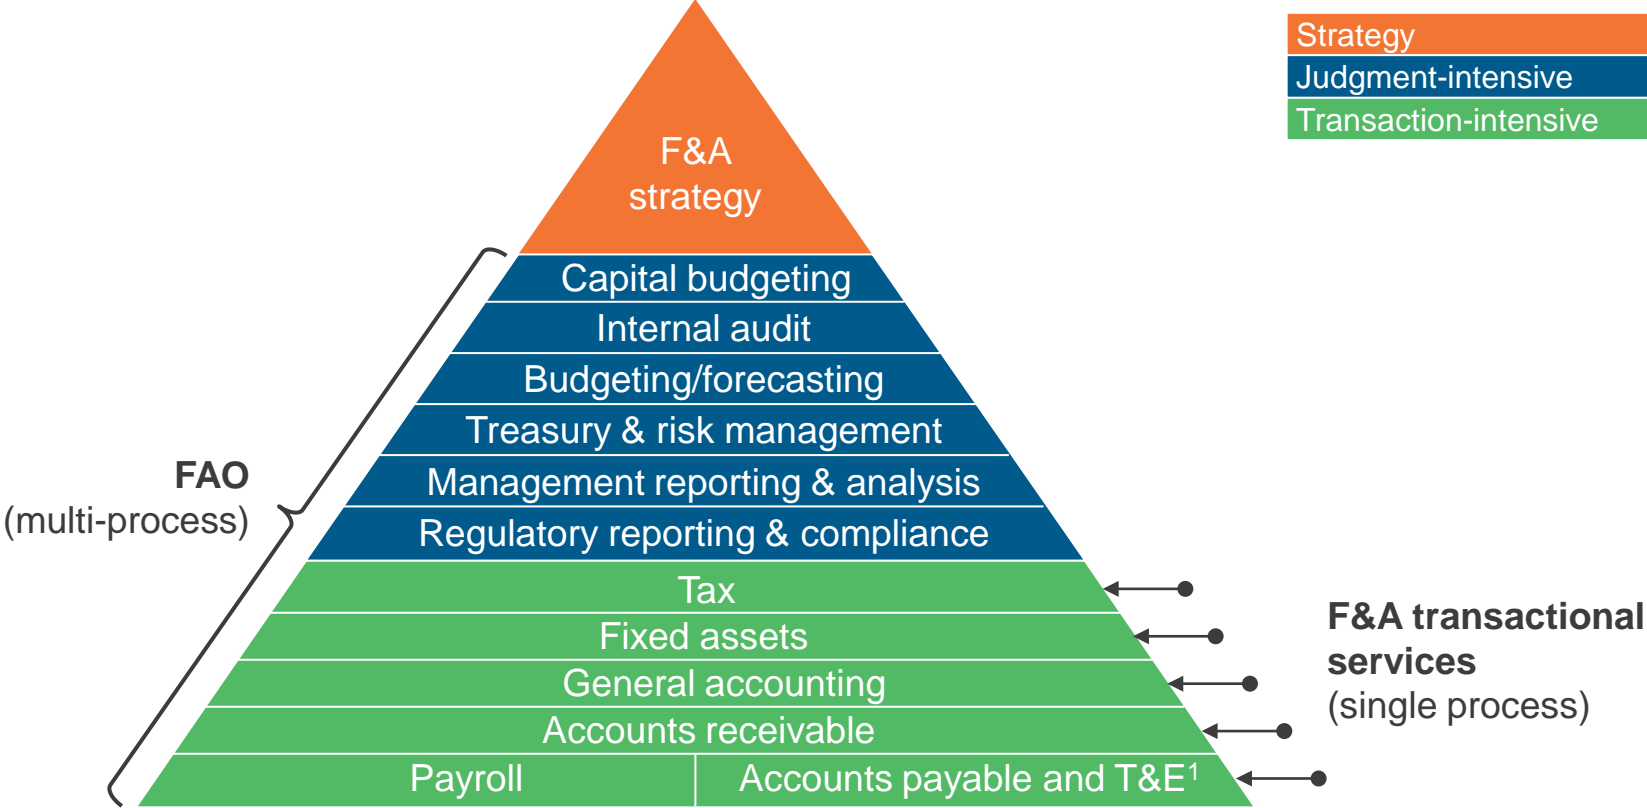 Strategy
Judgment-intensive
Transaction-intensive
F&A
strategy
Capital budgeting
Internal audit
Budgeting/forecasting
Treasury & risk management
Management reporting & analysis
Regulatory reporting & compliance
Tax
Fixed assets
General accounting
Accounts receivable
Payroll
Accounts payable and T&E¹
FAO
(multi-process)
F&A transactional
services
(single process)